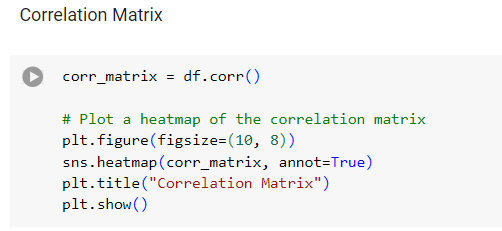 Correlation Matrix
corr_matrix = df.corr()
# Plot a heatmap of the correlation matrix
plt.figure(figsize=(10, 8))
sns.heatmap(corr_matrix, annot=True)
plt.title("Correlation Matrix")
plt.show()